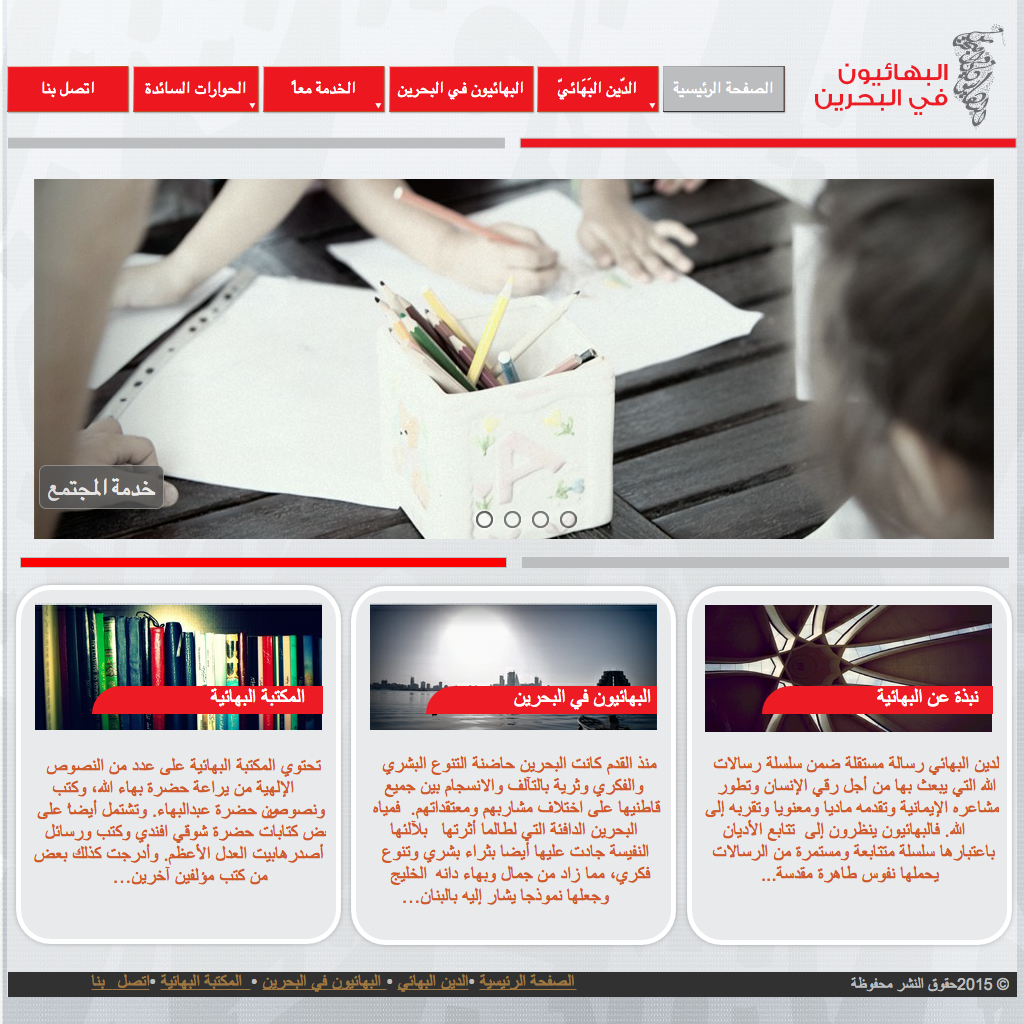 البهائيون
في البحرين
الصفحة الرئيسية
الدّين البَهَائيّ
البهائيون في البحرين
الخدمة معاً
الحوارات السائدة
اتصل بنا
خدمة المجتمع
نبذة عن البهائية
لدين البهائي رسالة مستقلة ضمن سلسلة رسالات
الله التي يبعث بها من أجل رقي الإنسان وتطور
مشاعره الإيمانية وتقدمه ماديا ومعنويا وتقربه إلى
الله. فالبهائيون ينظرون إلى تتابع الأديان
باعتبارها سلسلة متتابعة ومستمرة من الرسالات
يحملها نفوس طاهرة مقدسة...
البهائيون في البحرين
منذ القدم كانت البحرين حاضنة التنوع البشري
والفكري وثرية بالتآلف والانسجام بين جميع
قاطنيها على اختلاف مشاربهم ومعتقداتهم. فمياه
البحرين الدافئة التي لطالما أثرتها بلآلئها
النفيسة جادت عليها أيضا بثراء بشري وتنوع
فكري، مما زاد من جمال وبهاء دانه الخليج
وجعلها نموذجا يشار إليه بالبنان...
المكتبة البهائية
تحتوي المكتبة البهائية على عدد من النصوص
الإلهية من يراعة حضرة بهاء الله، وكتب
ونصوص حضرة عبدالبهاء. وتشتمل أيضا على
بعض كتابات حضرة شوقي افندي وكتب ورسائل
أصدرها بيت العدل الأعظم. وأدرجت كذلك بعض
من كتب مؤلفين آخرين...
© 2015 حقوق النشر محفوظة
الصفحة الرئيسية • الدين البهائي • البهائيون في البحرين • المكتبة البهائية • اتصل بنا